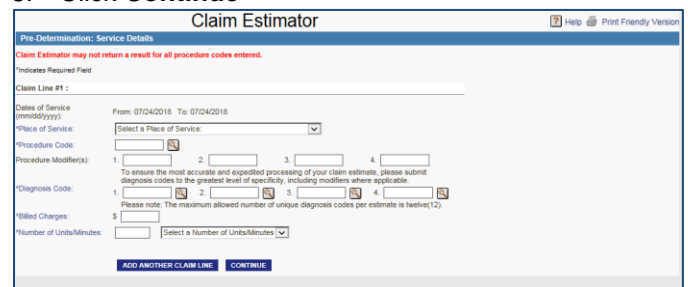 Claim Estimator
Help Print Friendly Version
Pre-Determination: Service Details
Claim Estimator may not return a result for all procedure codes entered.
*Indicates Required Field
Claim Line #1 :
Dates of Service (mm/dd/yyyy): From: 07/24/2018 To: 07/24/2018
*Place of Service: Select a Place of Service:
*Procedure Code:
Procedure Modifier(s): 1. 2. 3. 4.
To ensure the most accurate and expedited processing of your claim estimate, please submit
diagnosis codes to the greatest level of specificity, including modifiers where applicable.
*Diagnosis Code: 1. 2. 3. 4.
Please note: The maximum allowed number of unique diagnosis codes per estimate is twelve(12).
*Billed Charges: $
*Number of Units/Minutes: Select a Number of Units/Minutes
ADD ANOTHER CLAIM LINE CONTINUE